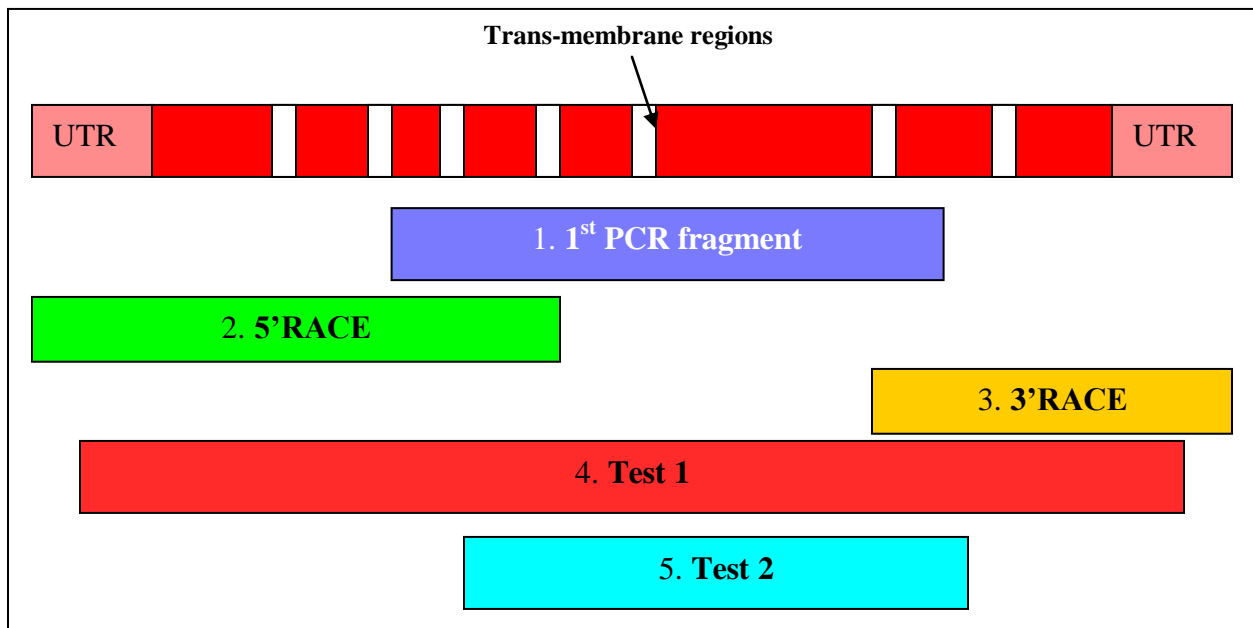 Trans-membrane regions
UTR
UTR
1. 1st PCR fragment
2. 5’RACE
3. 3’RACE
4. Test 1
5. Test 2